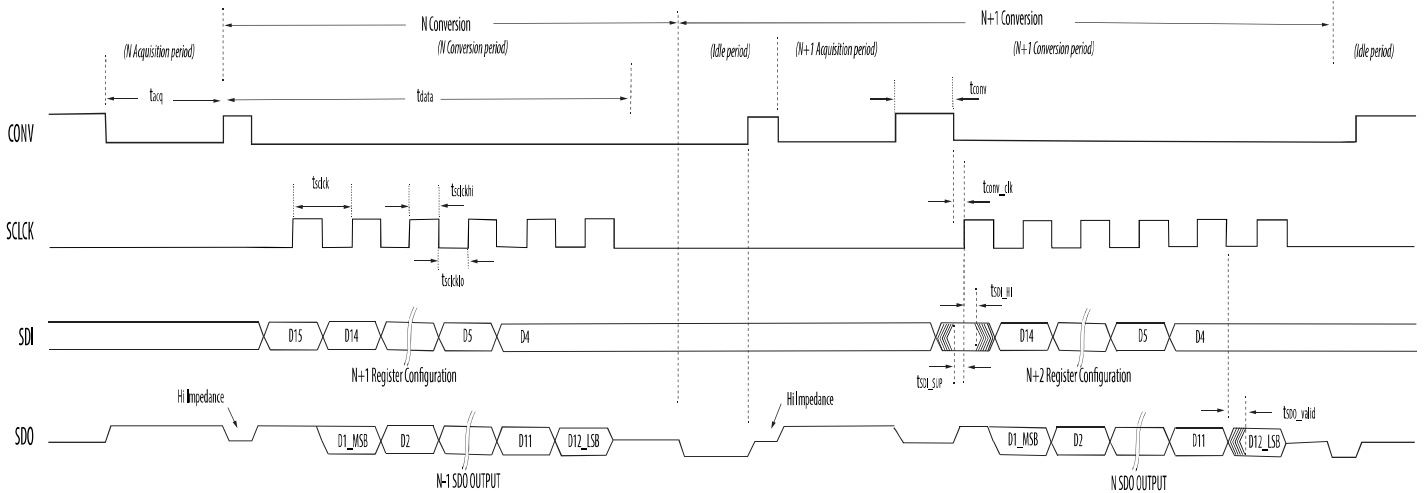 N Conversion
N+1 Conversion
(N Acquisition period)
(N Conversion period)
(Idle period)
(N+1 Acquisition period)
(N+1 Conversion period)
(Idle period)
tacq
tdata
tconv
CONV
tsclck
tsclckhi
tconv_clk
SCLCK
tsclcklo
tSDI_HI
SDI
D15
D14
D5
D4
D14
D5
D4
N+1 Register Configuration
tSDI_SUP
N+2 Register Configuration
Hi Impedance
Hi Impedance
tSDO_valid
SDO
D1_MSB
D2
D11
D12_LSB
D1_MSB
D2
D11
D12_LSB
N-1 SDO OUTPUT
N SDO OUTPUT